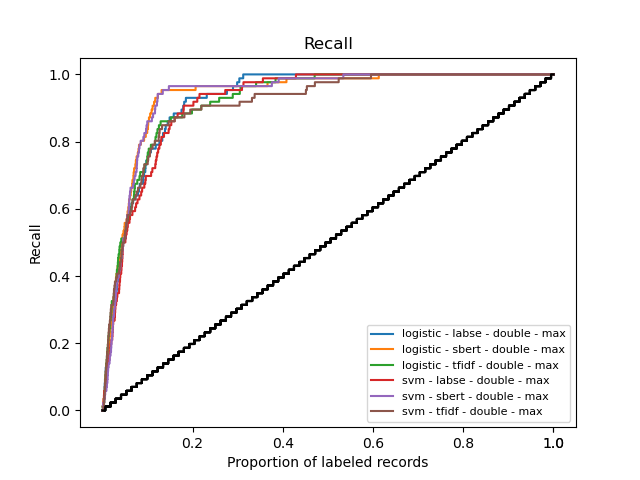 Recall
1.0
0.8
0.6
0.4
0.2
0.0
Recall
0.2
0.4
0.6
0.8
1.0
1.0
Proportion of labeled records
logistic - labse - double - max
logistic - sbert - double - max
logistic - tfidf - double - max
svm - labse - double - max
svm - sbert - double - max
svm - tfidf - double - max